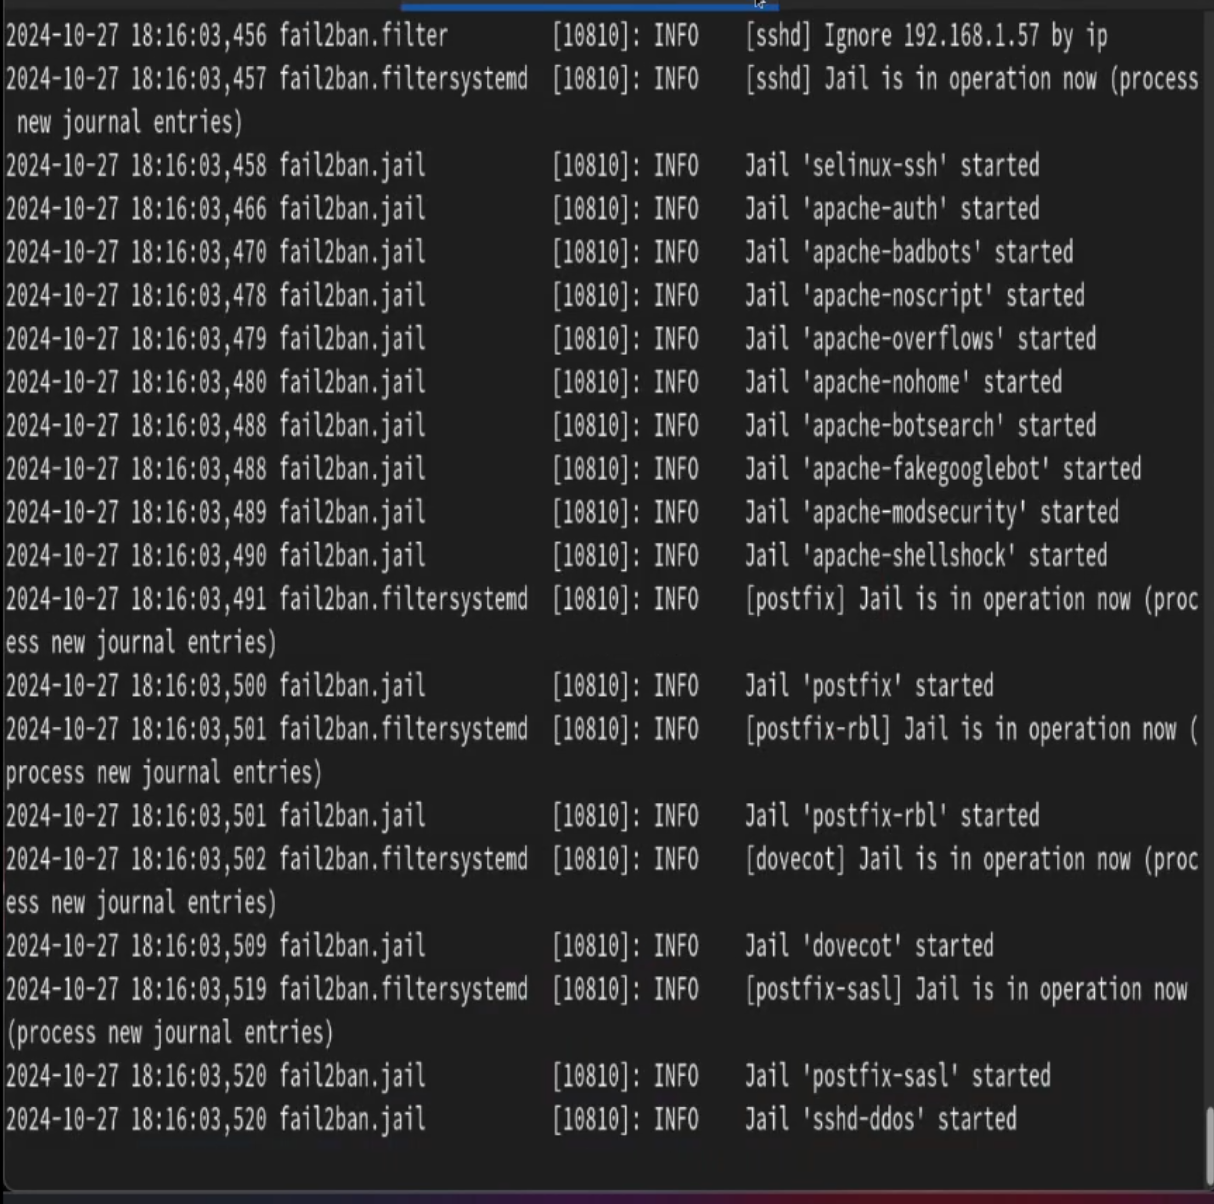 2024-10-27 18:16:03,456 fail2ban.filter         [10810]: INFO    [sshd] Ignore 192.168.1.57 by ip
2024-10-27 18:16:03,457 fail2ban.filtersystemd  [10810]: INFO    [sshd] Jail is in operation now (process
 new journal entries)
2024-10-27 18:16:03,458 fail2ban.jail           [10810]: INFO    Jail 'selinux-ssh' started
2024-10-27 18:16:03,466 fail2ban.jail           [10810]: INFO    Jail 'apache-auth' started
2024-10-27 18:16:03,470 fail2ban.jail           [10810]: INFO    Jail 'apache-badbots' started
2024-10-27 18:16:03,478 fail2ban.jail           [10810]: INFO    Jail 'apache-noscript' started
2024-10-27 18:16:03,479 fail2ban.jail           [10810]: INFO    Jail 'apache-overflows' started
2024-10-27 18:16:03,480 fail2ban.jail           [10810]: INFO    Jail 'apache-nohome' started
2024-10-27 18:16:03,488 fail2ban.jail           [10810]: INFO    Jail 'apache-botsearch' started
2024-10-27 18:16:03,488 fail2ban.jail           [10810]: INFO    Jail 'apache-fakegooglebot' started
2024-10-27 18:16:03,489 fail2ban.jail           [10810]: INFO    Jail 'apache-modsecurity' started
2024-10-27 18:16:03,490 fail2ban.jail           [10810]: INFO    Jail 'apache-shellshock' started
2024-10-27 18:16:03,491 fail2ban.filtersystemd  [10810]: INFO    [postfix] Jail is in operation now (proc
ess new journal entries)
2024-10-27 18:16:03,500 fail2ban.jail           [10810]: INFO    Jail 'postfix' started
2024-10-27 18:16:03,501 fail2ban.filtersystemd  [10810]: INFO    [postfix-rbl] Jail is in operation now (
process new journal entries)
2024-10-27 18:16:03,501 fail2ban.jail           [10810]: INFO    Jail 'postfix-rbl' started
2024-10-27 18:16:03,502 fail2ban.filtersystemd  [10810]: INFO    [dovecot] Jail is in operation now (proc
ess new journal entries)
2024-10-27 18:16:03,509 fail2ban.jail           [10810]: INFO    Jail 'dovecot' started
2024-10-27 18:16:03,519 fail2ban.filtersystemd  [10810]: INFO    [postfix-sasl] Jail is in operation now
(process new journal entries)
2024-10-27 18:16:03,520 fail2ban.jail           [10810]: INFO    Jail 'postfix-sasl' started
2024-10-27 18:16:03,520 fail2ban.jail           [10810]: INFO    Jail 'sshd-ddos' started